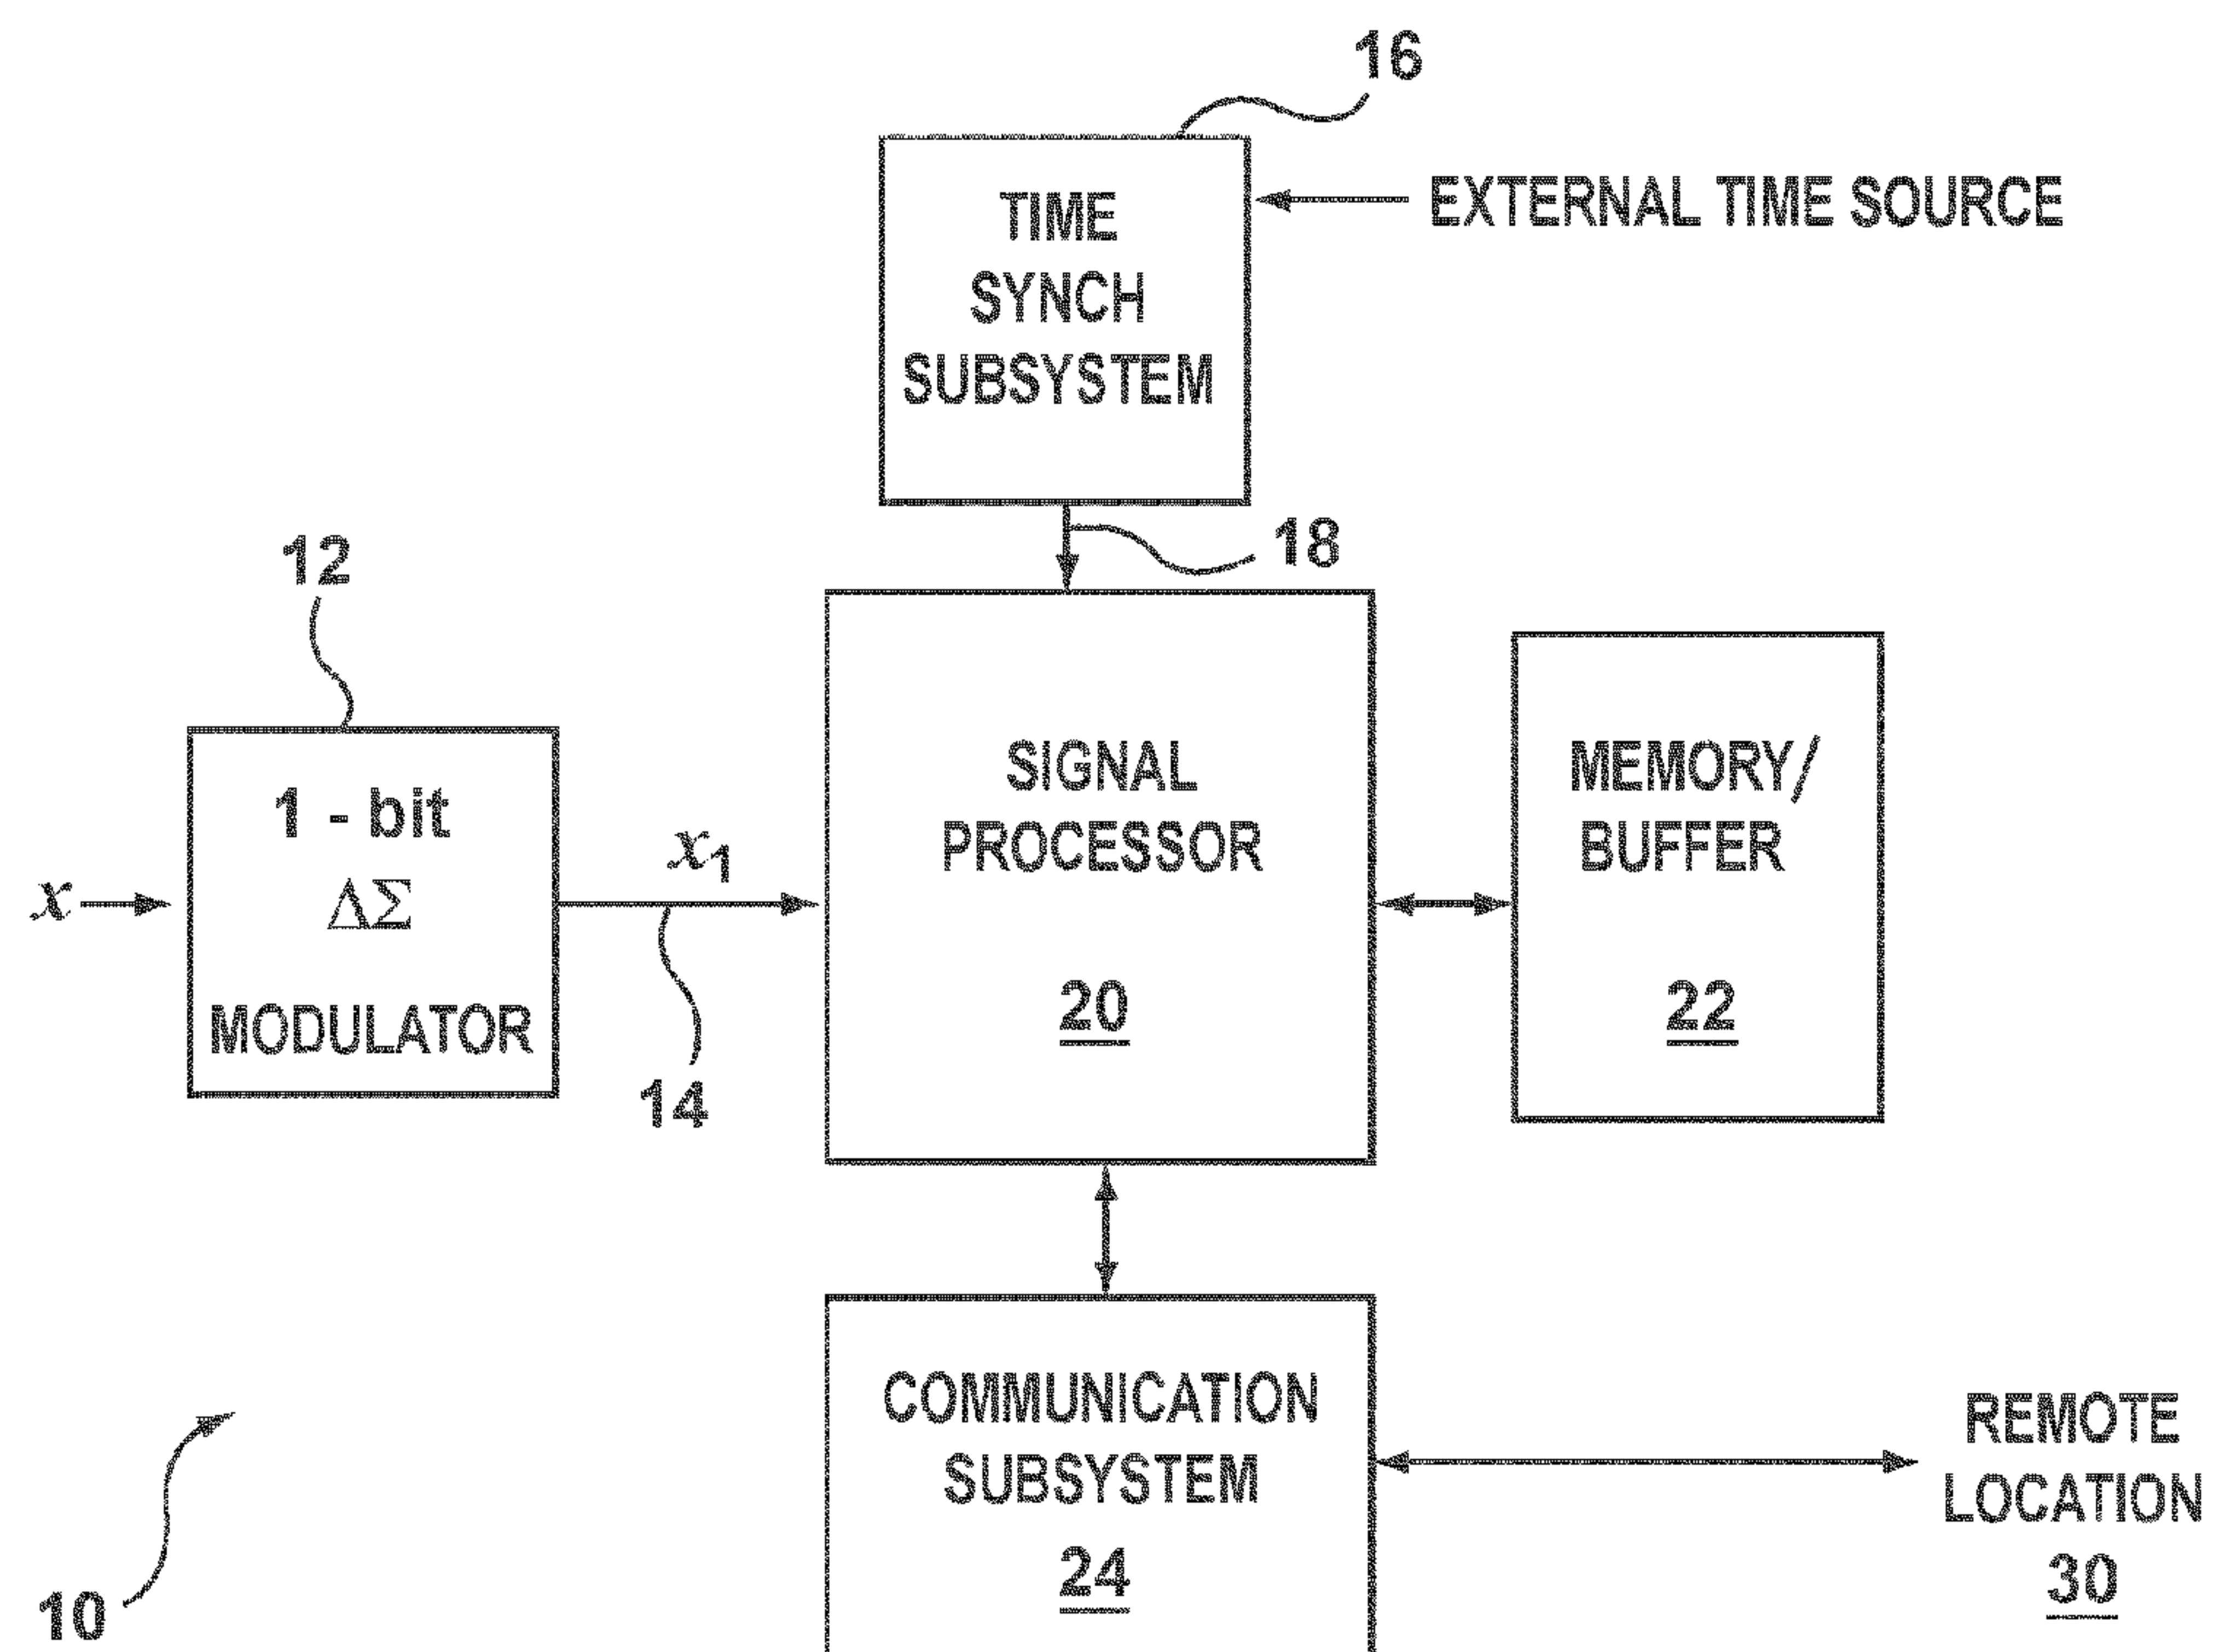 16
TIME
SYNCH
SUBSYSTEM
EXTERNAL TIME SOURCE
18
12
1 - bit
ΔΣ
MODULATOR
x
x1
14
SIGNAL
PROCESSOR
20
MEMORY/
BUFFER
22
COMMUNICATION
SUBSYSTEM
24
REMOTE
LOCATION
30
10